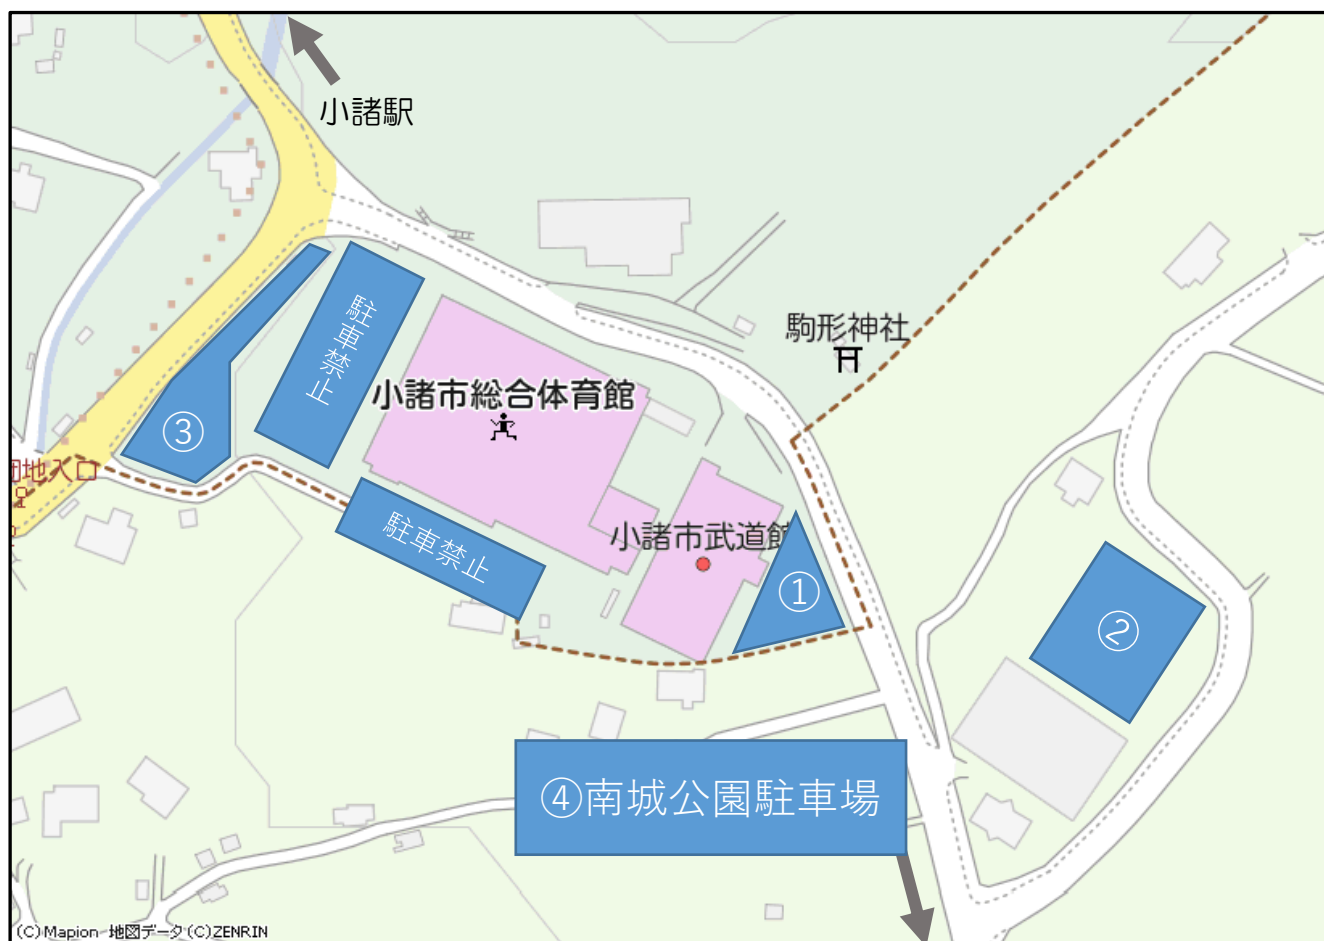 小諸駅
駒形神社
駐車禁止
小諸市総合体育館
③
団地入口
駐車禁止
小諸市武道館
①
②
④南城公園駐車場
(C)Mapion 地図データ(C)ZENRIN